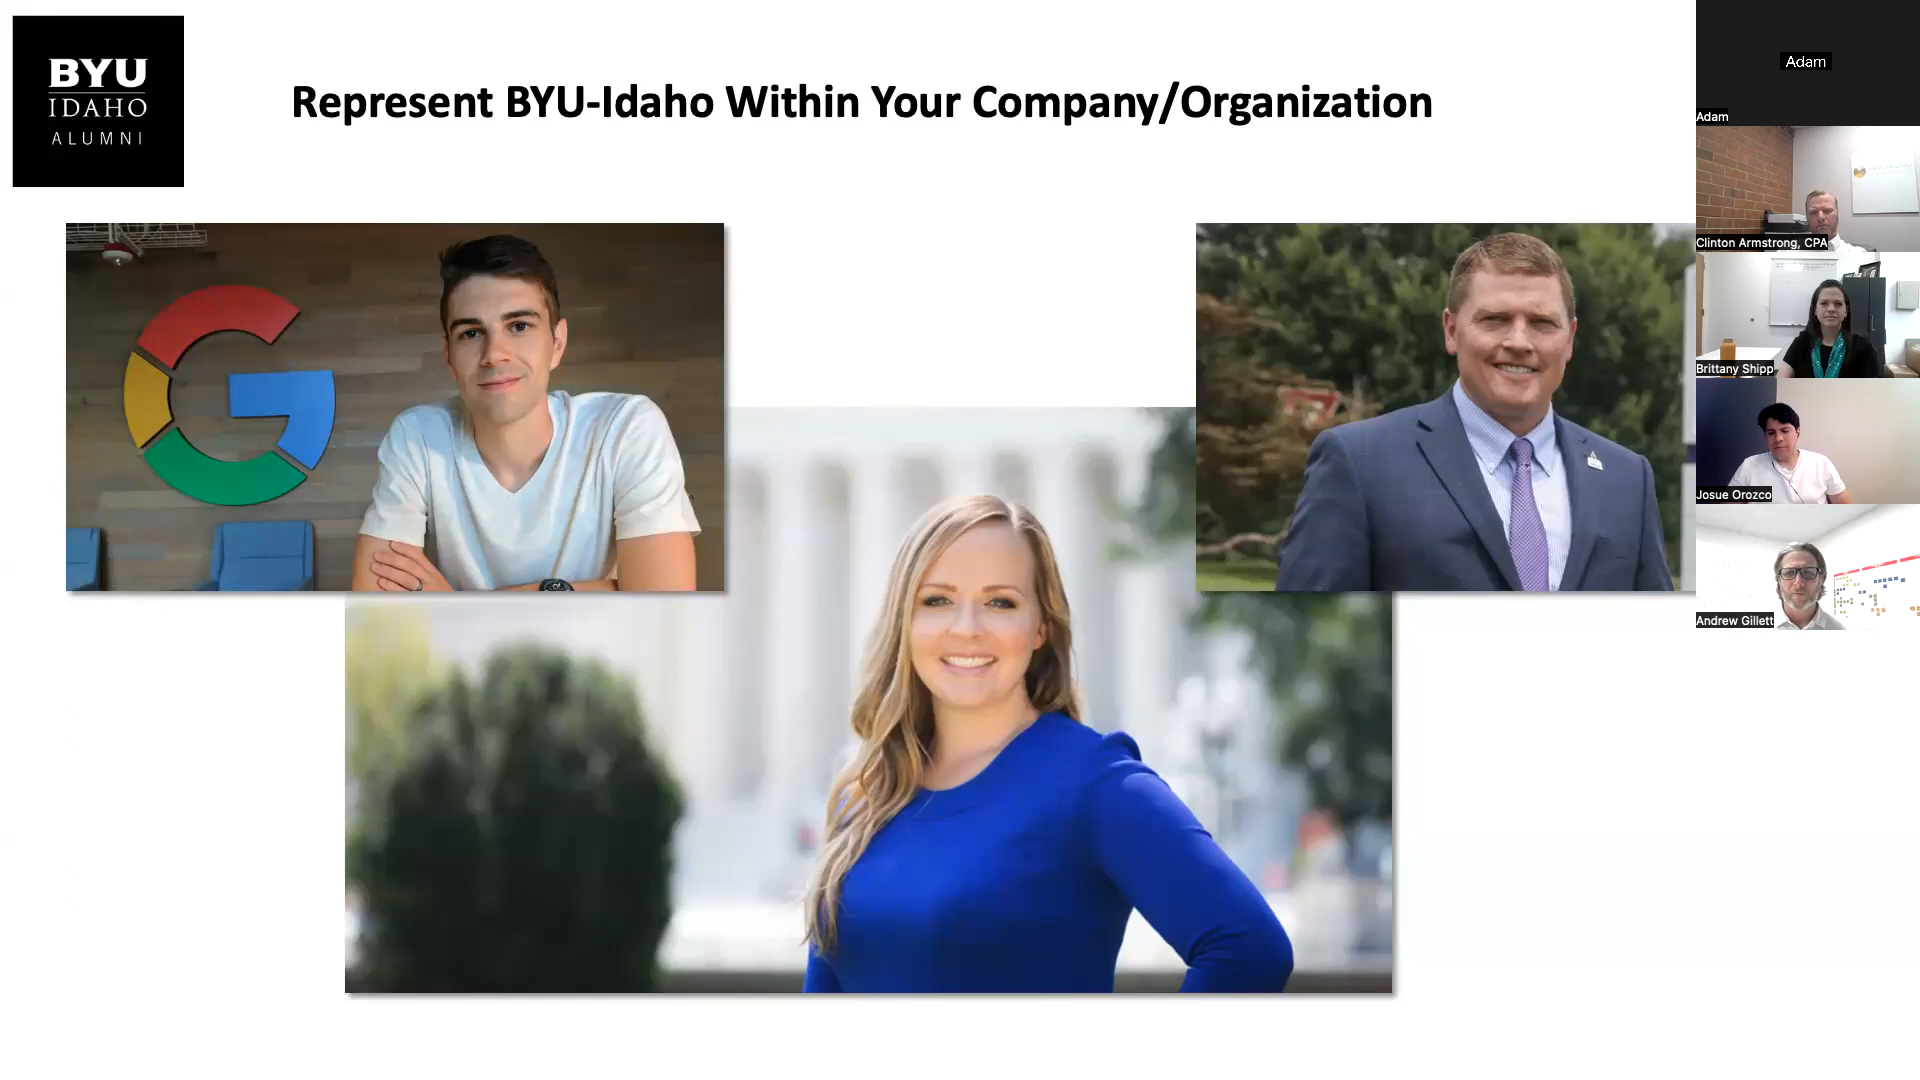 BYU
IDAHO
ALUMNI
Represent BYU-Idaho Within Your Company/Organization
Adam
Adam
Clinton Armstrong, CPA
Brittany Shipp
Josue Orozco
Andrew Gillett